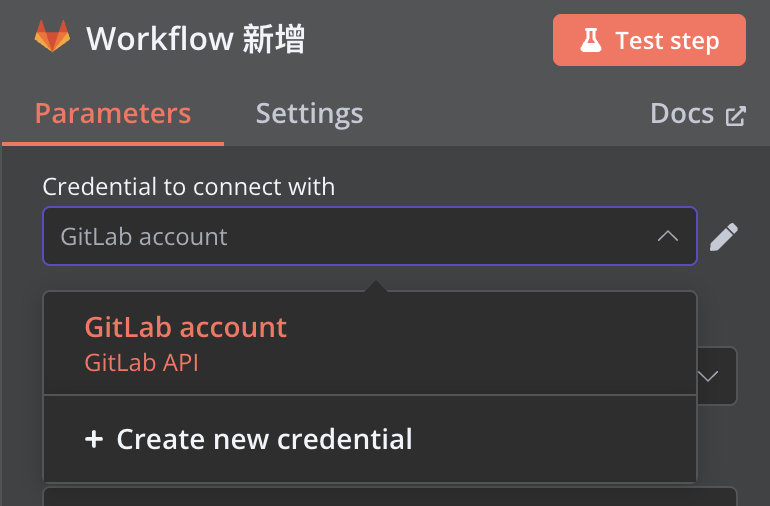 Workflow 新增
Test step
Parameters
Settings
Docs
Credential to connect with
GitLab account
GitLab account
GitLab API
+ Create new credential